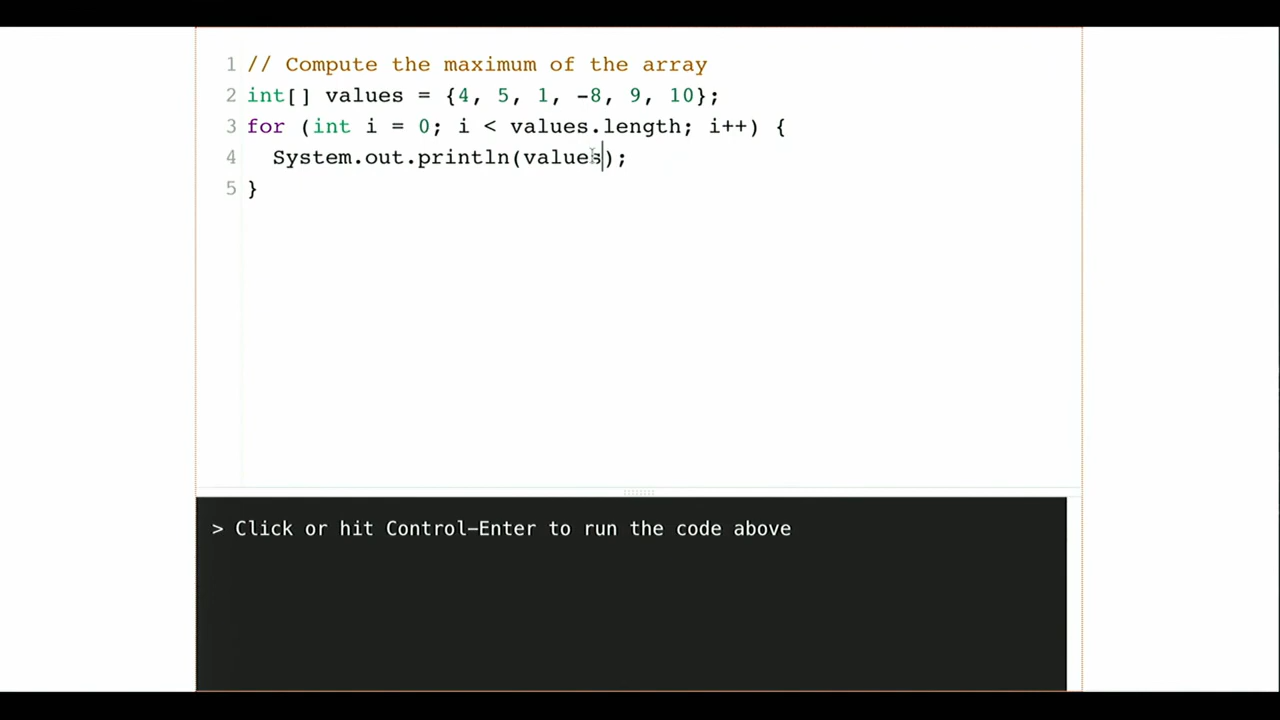 1 // Compute the maximum of the array
2 int[] values = {4, 5, 1, -8, 9, 10};
3 for (int i = 0; i < values.length; i++) {
4   System.out.println(values);
5 }
> Click or hit Control-Enter to run the code above